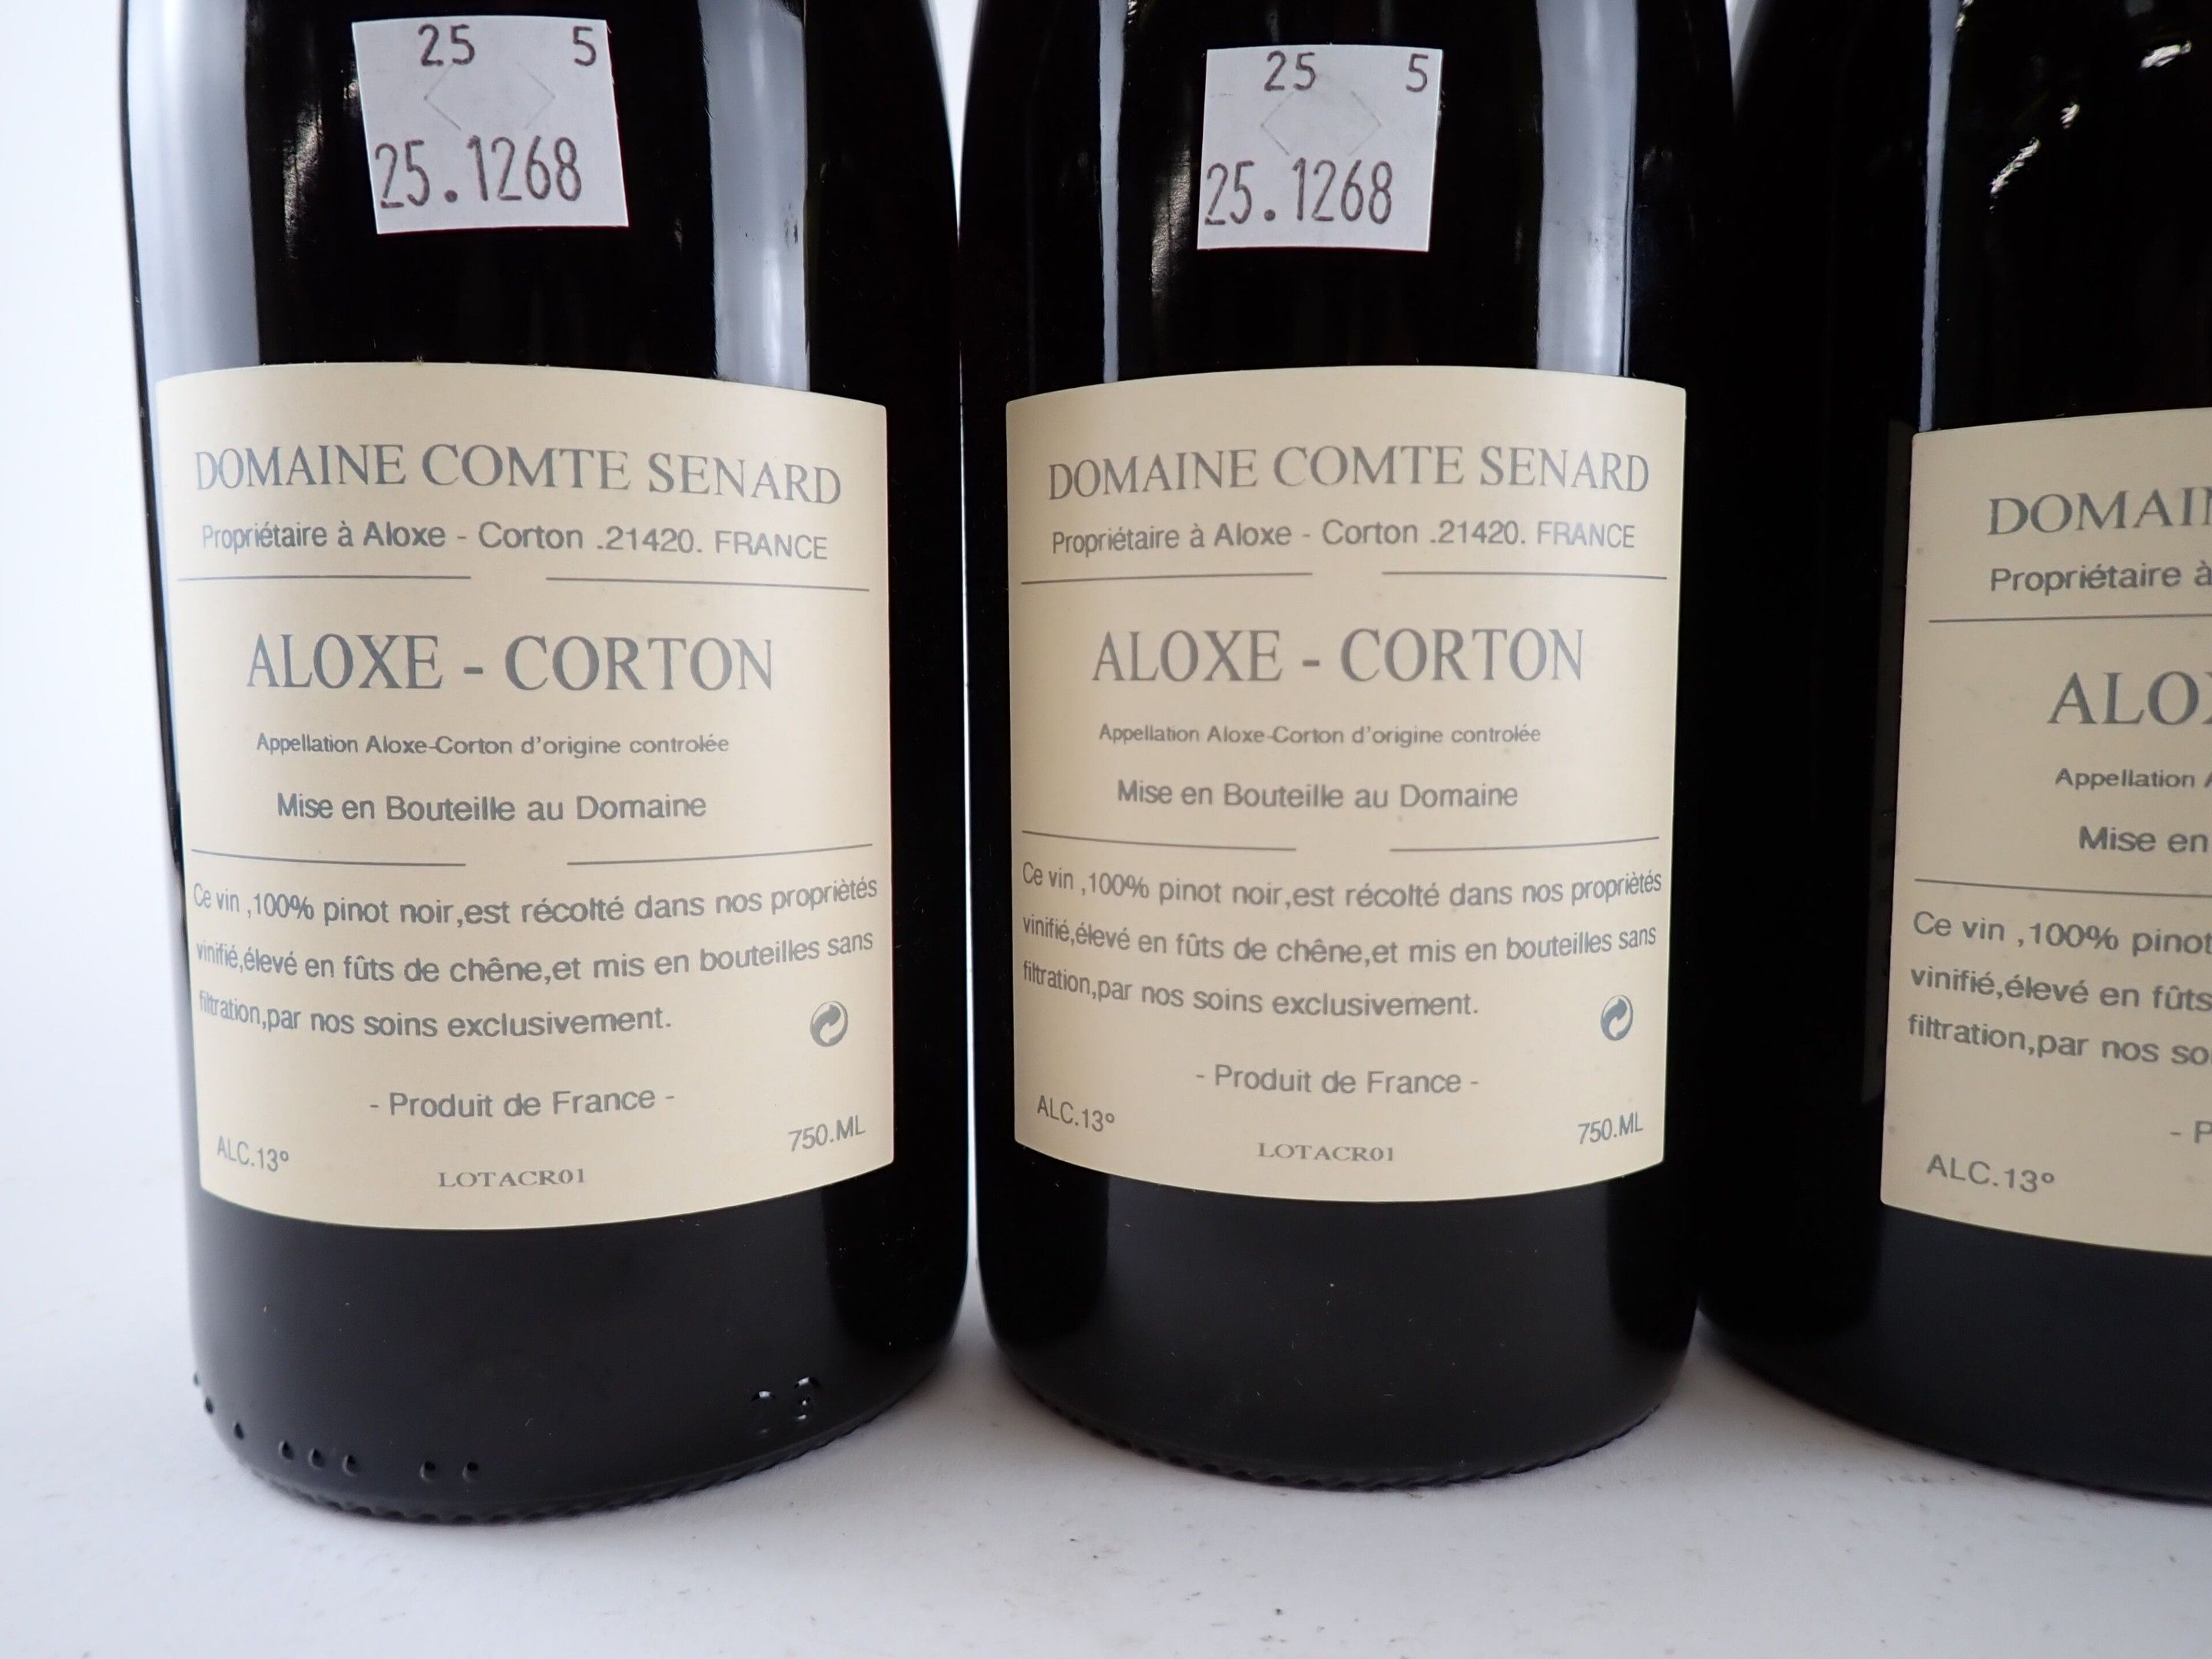 25 5
25.1268
DOMAINE COMTE SENARD
Propriétaire à Aloxe - Corton .21420. FRANCE
ALOXE - CORTON
Appellation Aloxe-Corton d'origine controlée
Mise en Bouteille au Domaine
Ce vin ,100% pinot noir,est récolté dans nos propriètés
vinifié,élevé en fûts de chêne,et mis en bouteilles sans
filtration,par nos soins exclusivement.
- Produit de France -
ALC.13° 750.ML
LOTACR01
25 5
25.1268
DOMAINE COMTE SENARD
Propriétaire à Aloxe - Corton .21420. FRANCE
ALOXE - CORTON
Appellation Aloxe-Corton d'origine controlée
Mise en Bouteille au Domaine
Ce vin ,100% pinot noir,est récolté dans nos propriètés
vinifié,élevé en fûts de chêne,et mis en bouteilles sans
filtration,par nos soins exclusivement.
- Produit de France -
ALC.13° 750.ML
LOTACR01
DOMAI
Propriétaire à
ALO
Appellation
Mise en
Ce vin ,100% pinot
vinifié,élevé en fûts
filtration,par nos so
- P
ALC.13°